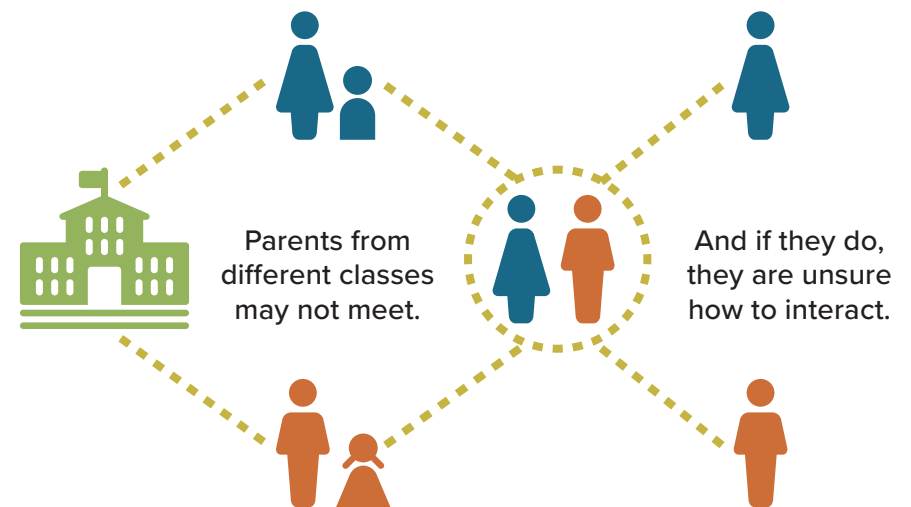 Parents from
different classes
may not meet.
And if they do,
they are unsure
how to interact.